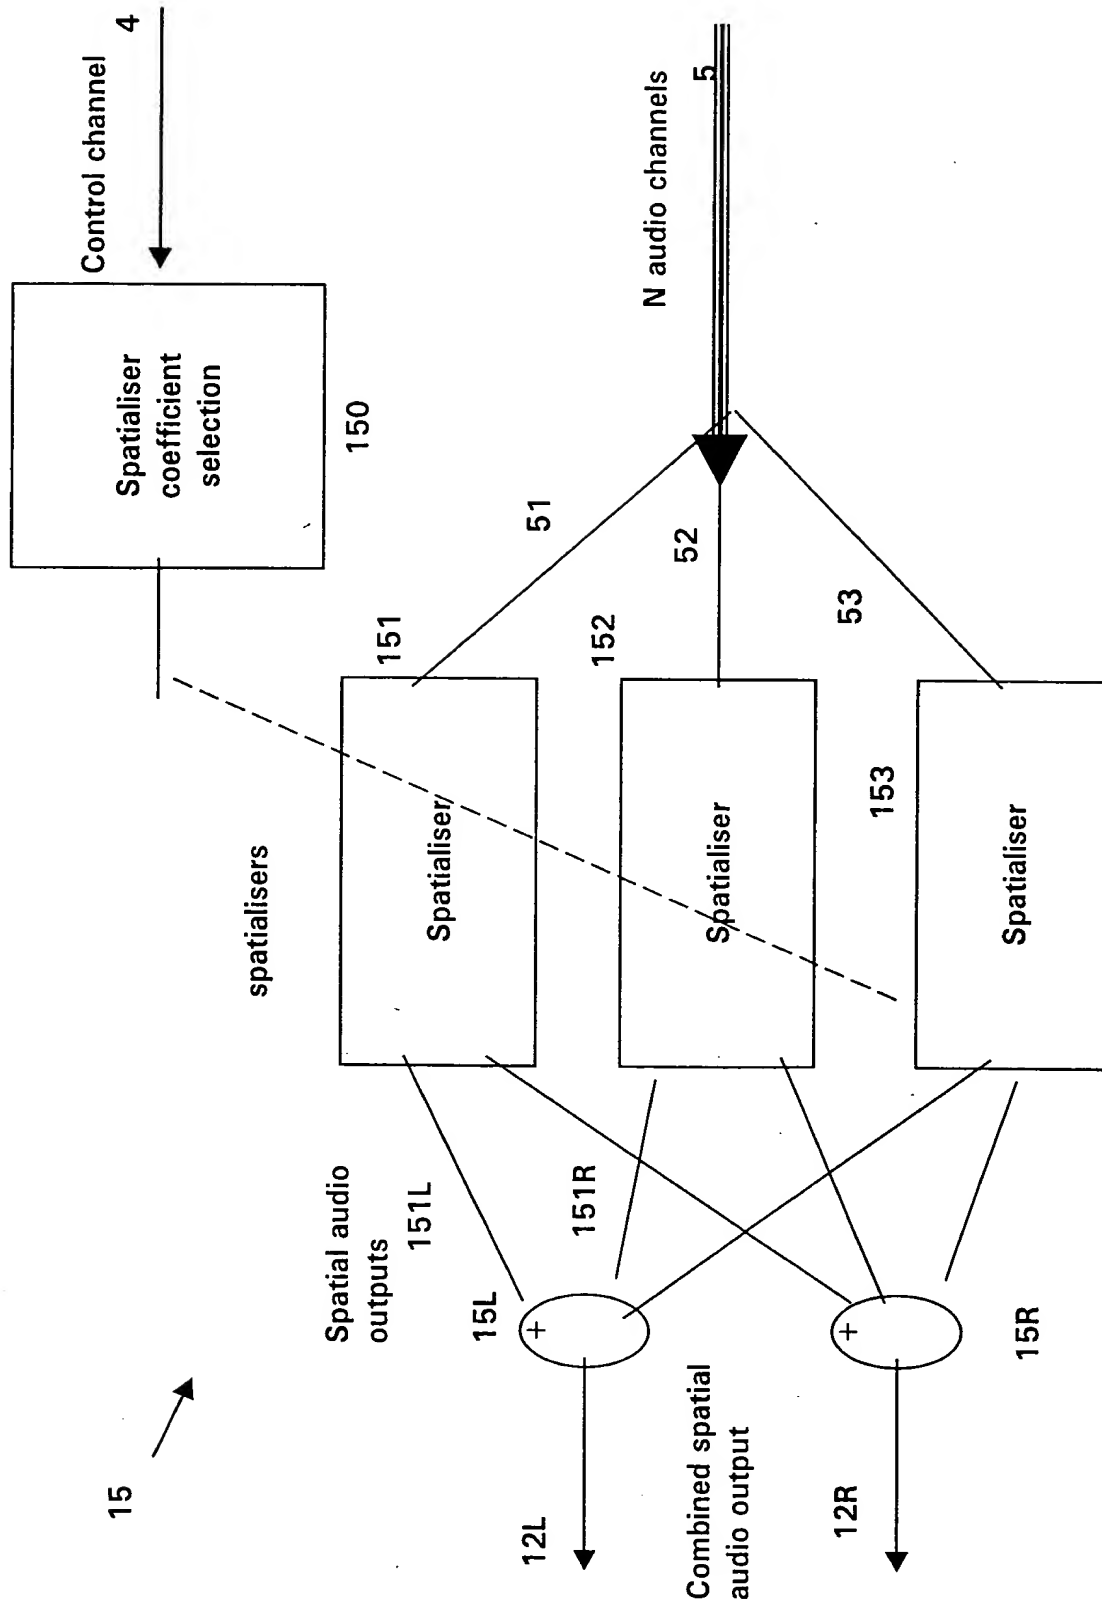 15
Spatial audio
outputs
spatialisers
Control channel
4
Spatialiser
coefficient
selection
150
151L
151
51
Spatialiser
15L
151R
152
52
N audio channels
5
Spatialiser
12L
Combined spatial
audio output
153
53
Spatialiser
+
+
12R
15R